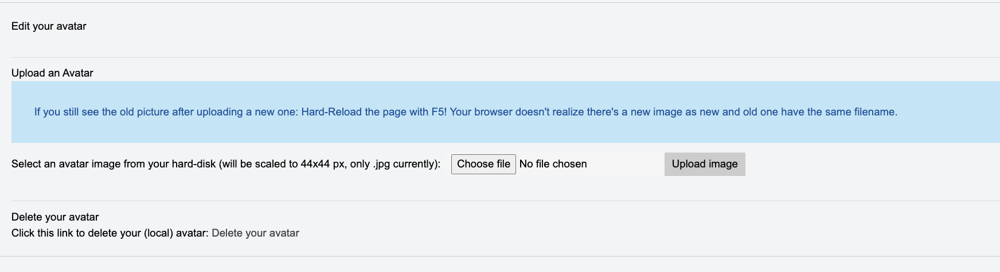 Edit your avatar
Upload an Avatar
If you still see the old picture after uploading a new one: Hard-Reload the page with F5! Your browser doesn't realize there's a new image as new and old one have the same filename.
Select an avatar image from your hard-disk (will be scaled to 44x44 px, only .jpg currently): Choose file No file chosen Upload image
Delete your avatar
Click this link to delete your (local) avatar: Delete your avatar